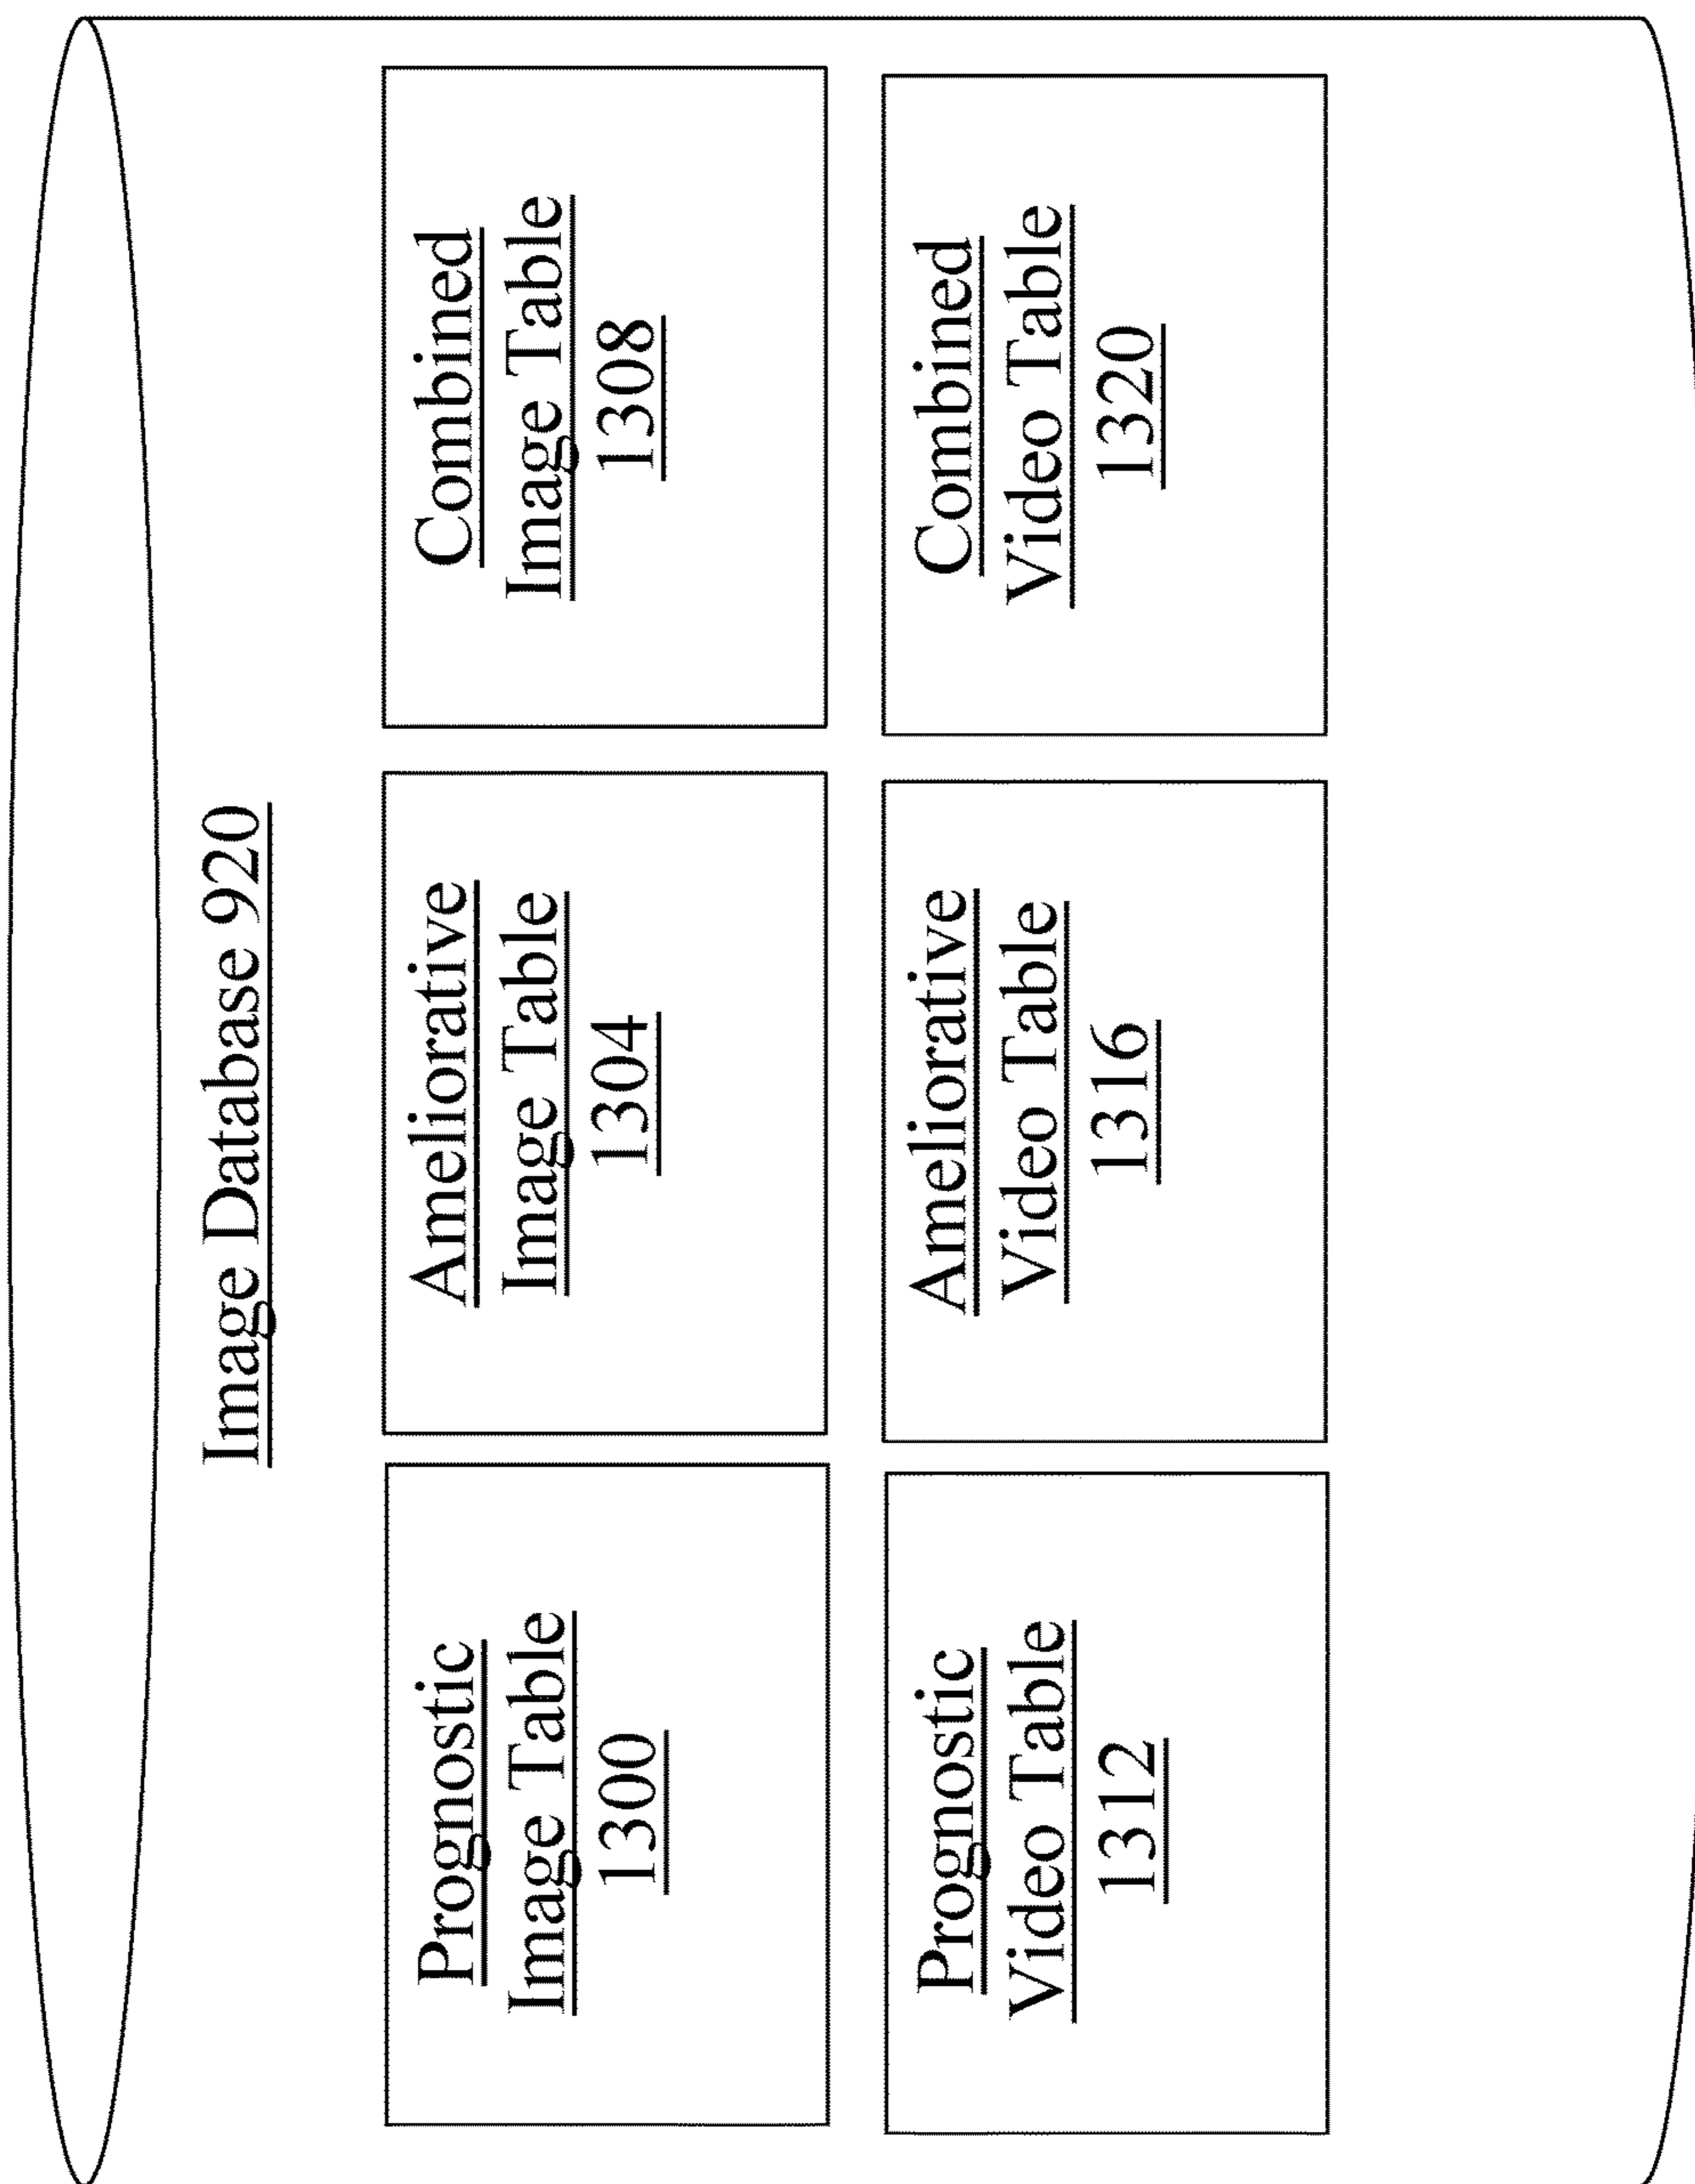 Image Database 920
Prognostic
Image Table
1300
Ameliorative
Image Table
1304
Combined
Image Table
1308
Prognostic
Video Table
1312
Ameliorative
Video Table
1316
Combined
Video Table
1320